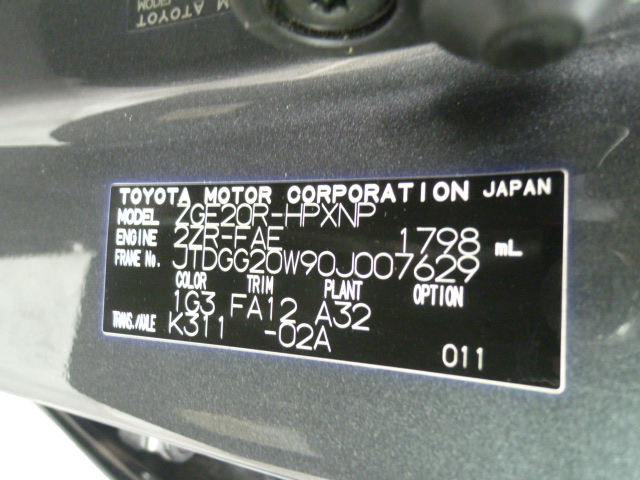 TOYOTA MOTOR CORPORATION JAPAN
MODEL ZGE20R-HPXNP
ENGINE 2ZR-FAE 1798 mL
FRAME No. JTDGG20W90J007629
COLOR TRIM PLANT OPTION
1G3 FA12 A32
TRANS./AXLE K311 -02A
011